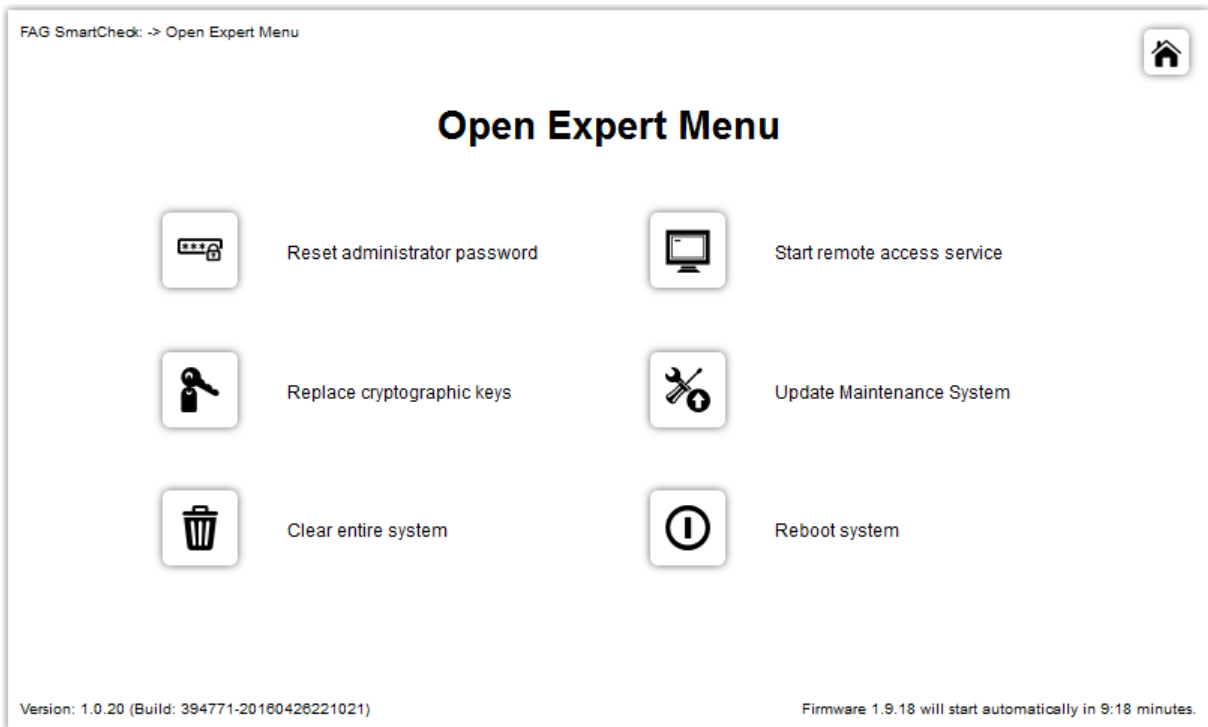 FAG SmartCheck: -> Open Expert Menu
Open Expert Menu
Reset administrator password
Start remote access service
Replace cryptographic keys
Update Maintenance System
Clear entire system
Reboot system
Version: 1.0.20 (Build: 394771-20160426221021)
Firmware 1.9.18 will start automatically in 9:18 minutes.